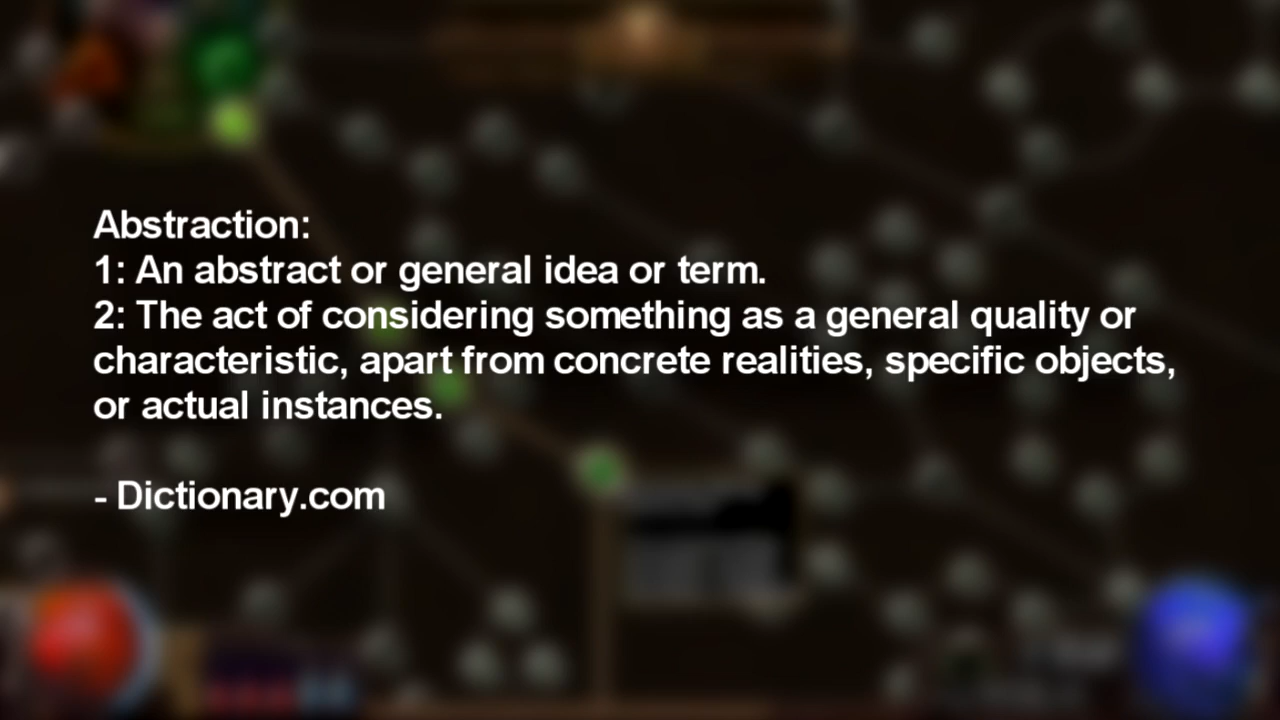 Abstraction:
1: An abstract or general idea or term.
2: The act of considering something as a general quality or
characteristic, apart from concrete realities, specific objects,
or actual instances.
- Dictionary.com